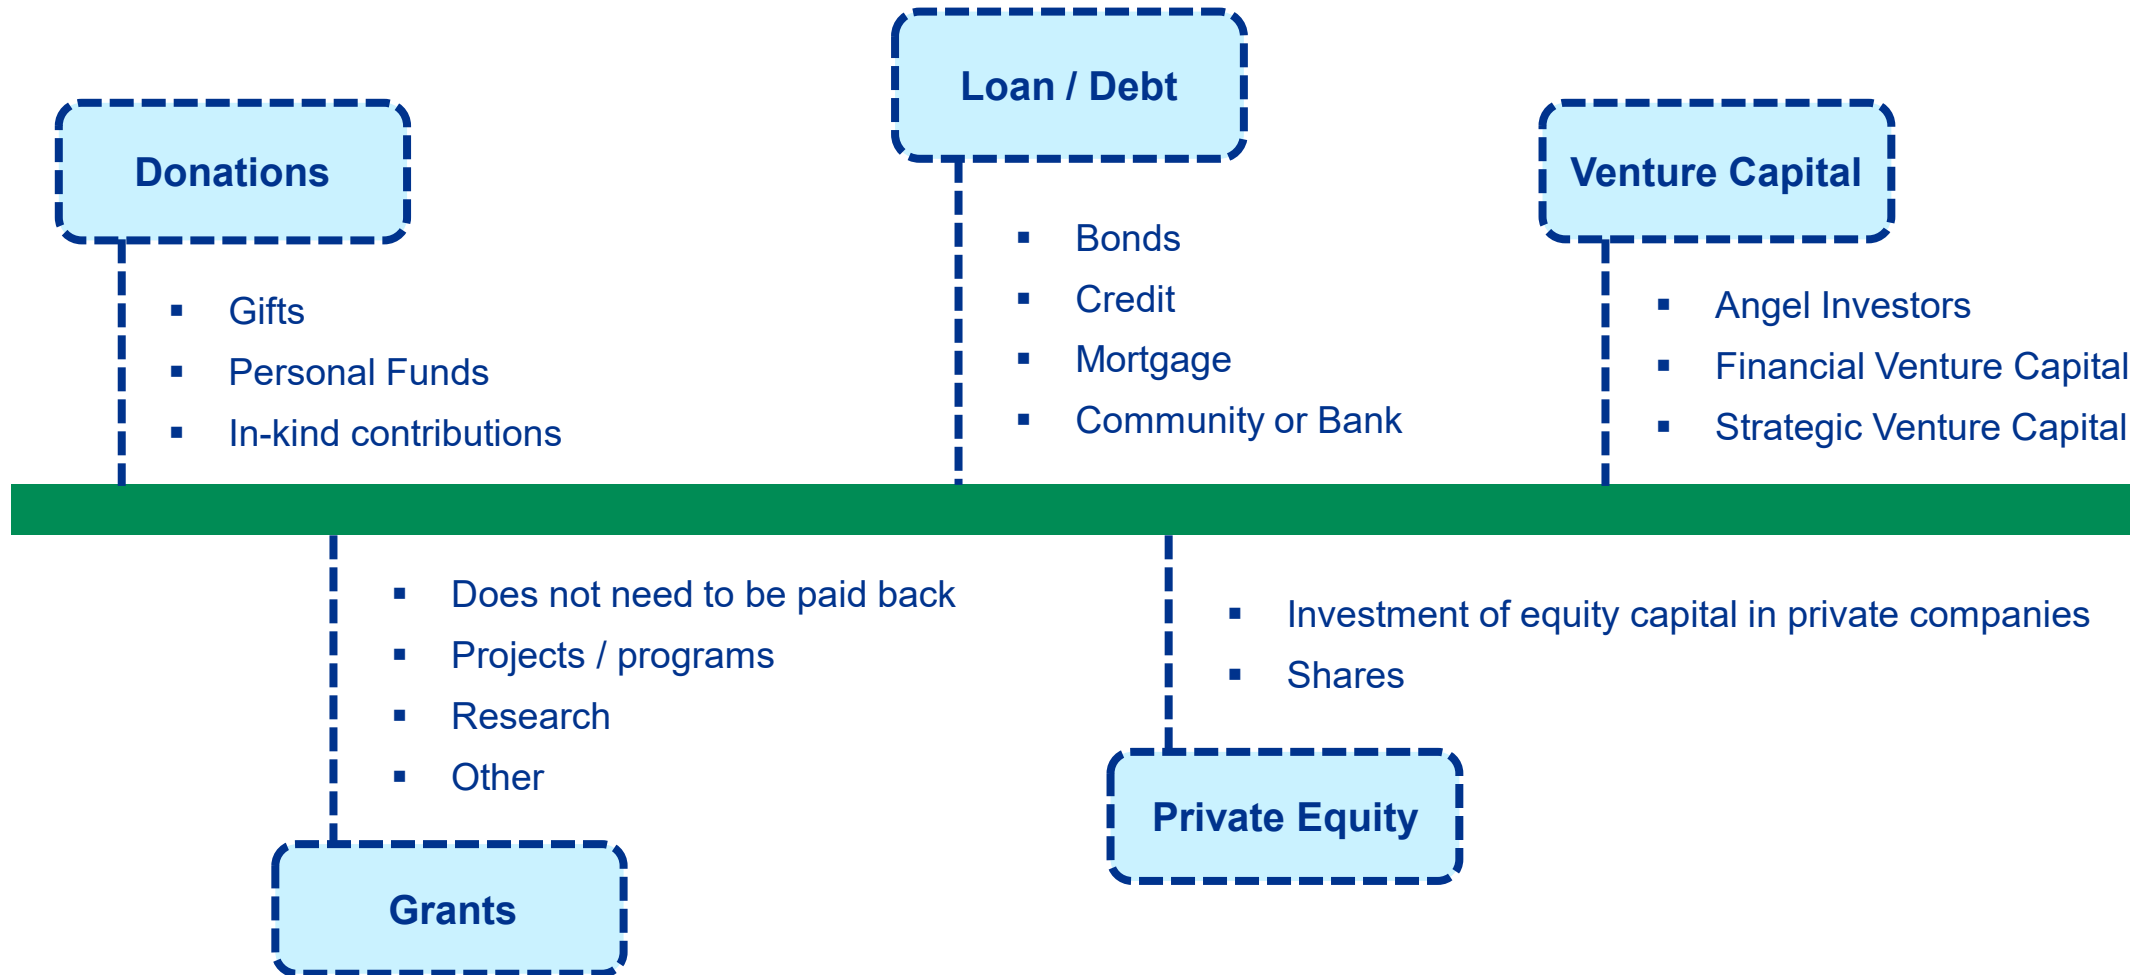 Donations
▪ Gifts
▪ Personal Funds
▪ In-kind contributions
Loan / Debt
▪ Bonds
▪ Credit
▪ Mortgage
▪ Community or Bank
Venture Capital
▪ Angel Investors
▪ Financial Venture Capital
▪ Strategic Venture Capital
▪ Does not need to be paid back
▪ Projects / programs
▪ Research
▪ Other
Grants
▪ Investment of equity capital in private companies
▪ Shares
Private Equity